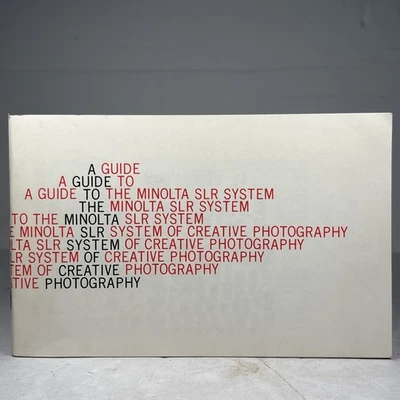 A GUIDE
A GUIDE TO
A GUIDE TO THE MINOLTA SLR SYSTEM
THE MINOLTA SLR SYSTEM
TO THE MINOLTA SLR SYSTEM
E MINOLTA SLR SYSTEM OF CREATIVE PHOTOGRAPHY
LTA SLR SYSTEM OF CREATIVE PHOTOGRAPHY
LR SYSTEM OF CREATIVE PHOTOGRAPHY
TEM OF CREATIVE PHOTOGRAPHY
TIVE PHOTOGRAPHY